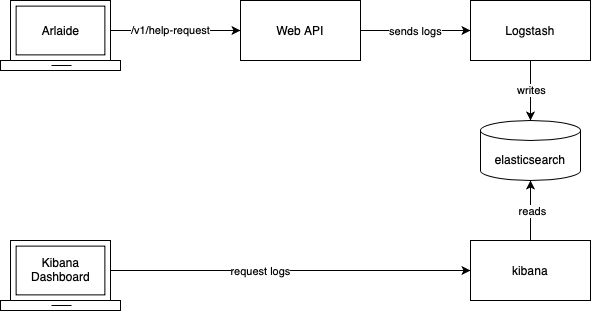 Arlaide
/v1/help-request
Web API
sends logs
Logstash
writes
elasticsearch
reads
Kibana
Dashboard
request logs
kibana